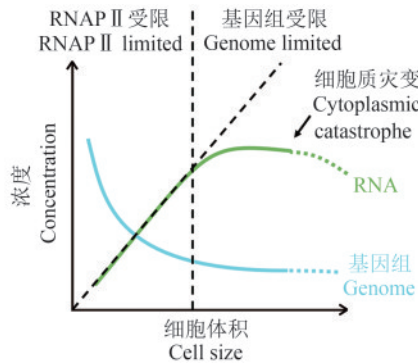 RNAP Ⅱ 受限
RNAP Ⅱ limited
基因组受限
Genome limited
细胞质灾变
Cytoplasmic
catastrophe
RNA
基因组
Genome
浓度
Concentration
细胞体积
Cell size